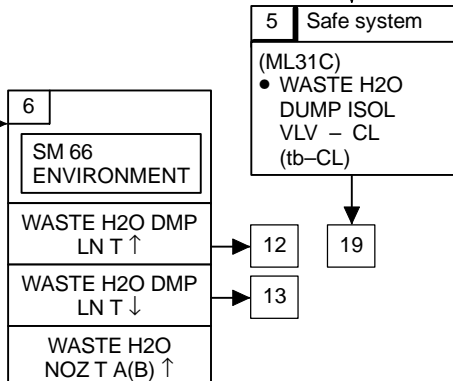 5 Safe system
(ML31C)
● WASTE H2O
DUMP ISOL
VLV – CL
(tb–CL)
6
SM 66
ENVIRONMENT
WASTE H2O DMP
LN T ↑
12
19
WASTE H2O DMP
LN T ↓
13
WASTE H2O
NOZ T A(B) ↑